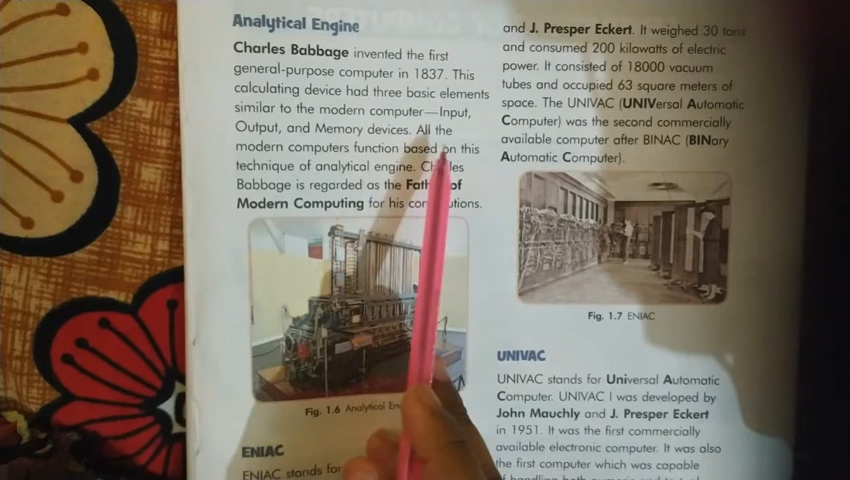 Analytical Engine
Charles Babbage invented the first
general-purpose computer in 1837. This
calculating device had three basic elements
similar to the modern computer—Input,
Output, and Memory devices. All the
modern computers function based on this
technique of analytical engine. Charles
Babbage is regarded as the Father of
Modern Computing for his
Fig. 1.6 Analytical
ENIAC
ENIAC stands for
and J. Presper Eckert. It weighed 30 tons
and consumed 200 kilowatts of electric
power. It consisted of 18000 vacuum
tubes and occupied 63 square meters of
space. The UNIVAC (UNIVersal Automatic
Computer) was the second commercially
available computer after BINAC (BINary
Automatic Computer).
Fig. 1.7 ENIAC
UNIVAC
UNIVAC stands for Universal Automatic
Computer. UNIVAC I was developed by
John Mauchly and J. Presper Eckert
in 1951. It was the first commercially
available electronic computer. It was also
the first computer which was capable